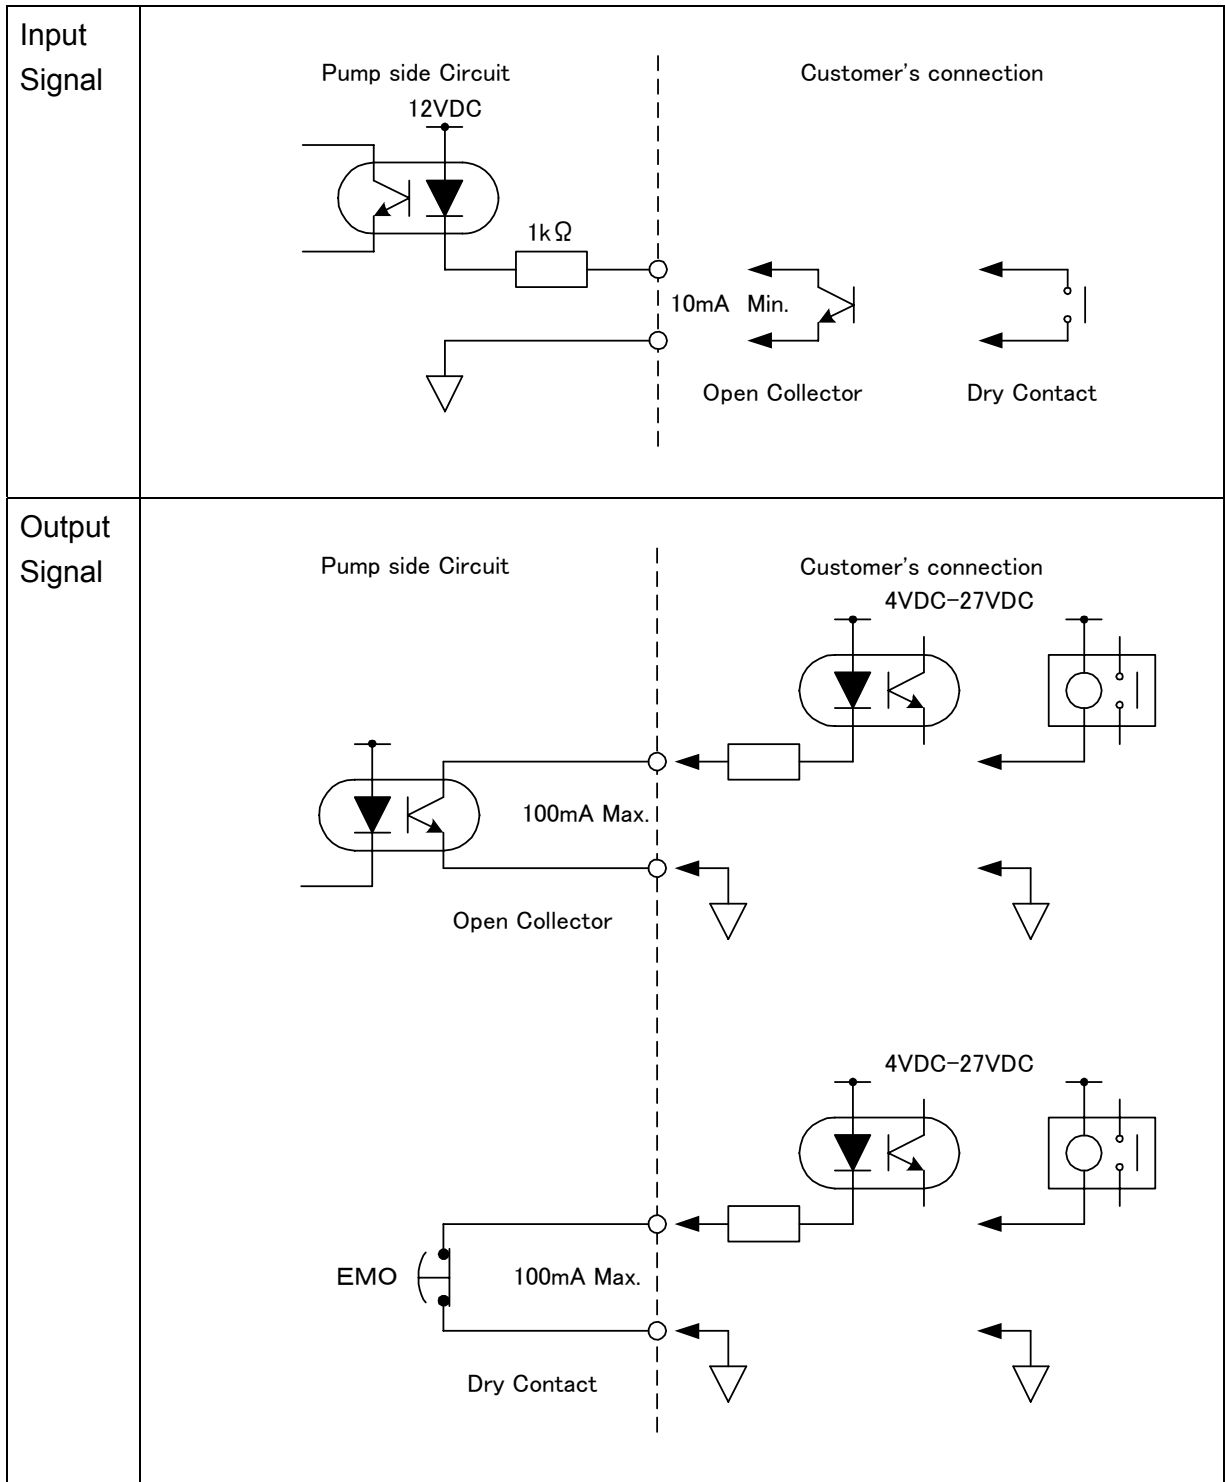 Input
Signal
Pump side Circuit
Customer's connection
12VDC
1kΩ
10mA Min.
Open Collector
Dry Contact
Output
Signal
Pump side Circuit
Customer's connection
4VDC-27VDC
100mA Max.
Open Collector
4VDC-27VDC
EMO
100mA Max.
Dry Contact